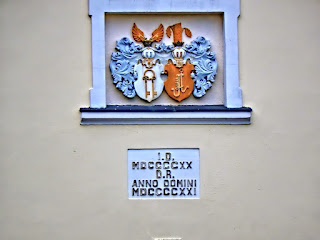 I.D.
MDCCCCXX
D.R.
ANNO DOMINI
MDCCCCXXI